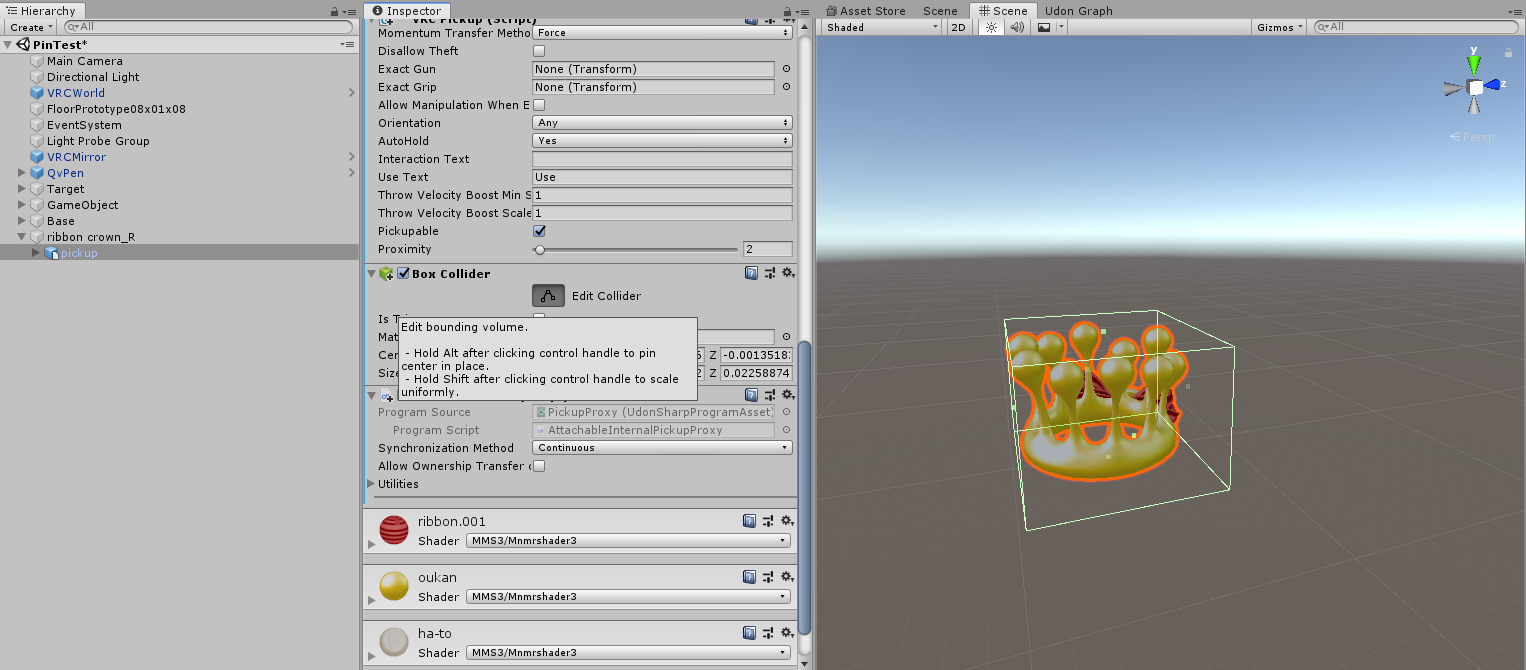 Hierarchy
Create
All
PinTest*
Main Camera
Directional Light
VRCWorld
FloorPrototype08x01x08
EventSystem
Light Probe Group
VRCMirror
QvPen
Target
GameObject
Base
ribbon crown_R
pickup
Inspector
VRC Pickup (Script)
Momentum Transfer Metho Force
Disallow Theft
Exact Gun None (Transform)
Exact Grip None (Transform)
Allow Manipulation When E
Orientation Any
AutoHold Yes
Interaction Text
Use Text Use
Throw Velocity Boost Min S 1
Throw Velocity Boost Scale 1
Pickupable
Proximity 2
Box Collider
Edit Collider
Is T
Mat
Cen Z -0.0013518
Size Z 0.02258874
Edit bounding volume.
- Hold Alt after clicking control handle to pin
center in place.
- Hold Shift after clicking control handle to scale
uniformly.
Program Source PickupProxy (UdonSharpProgramAsset)
Program Script AttachableInternalPickupProxy
Synchronization Method Continuous
Allow Ownership Transfer
Utilities
ribbon.001
Shader MMS3/Mnmrshader3
oukan
Shader MMS3/Mnmrshader3
ha-to
Shader MMS3/Mnmrshader3
Asset Store Scene Scene Udon Graph
Shaded 2D Gizmos All
y
z
Persp